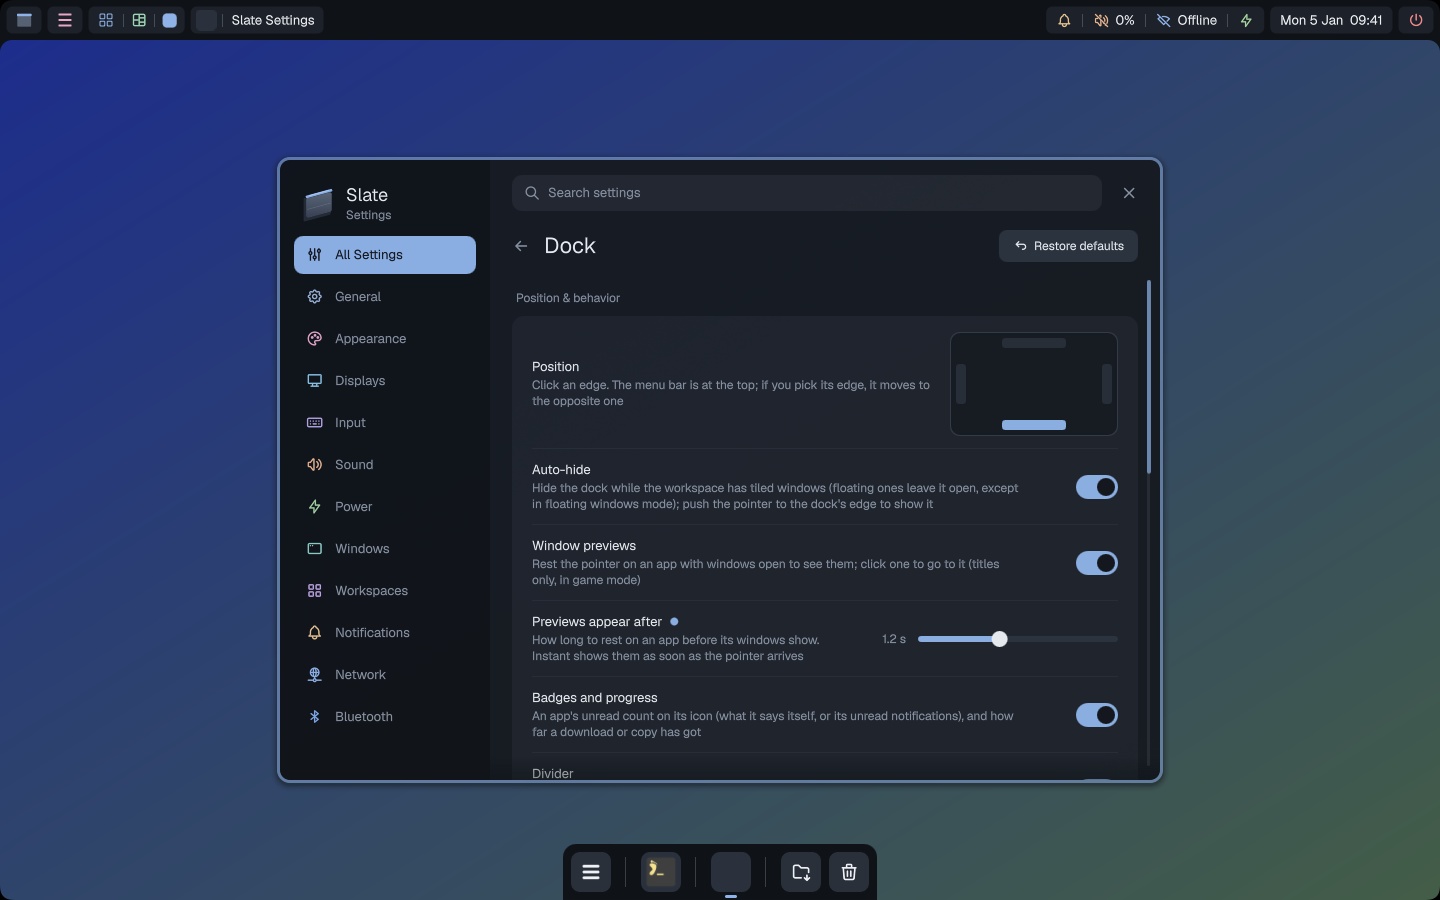 Slate Settings
0%
Offline
Mon 5 Jan 09:41
Slate
Settings
Search settings
All Settings
General
Appearance
Displays
Input
Sound
Power
Windows
Workspaces
Notifications
Network
Bluetooth
Dock
Restore defaults
Position & behavior
Position
Click an edge. The menu bar is at the top; if you pick its edge, it moves to
the opposite one
Auto-hide
Hide the dock while the workspace has tiled windows (floating ones leave it open, except
in floating windows mode); push the pointer to the dock's edge to show it
Window previews
Rest the pointer on an app with windows open to see them; click one to go to it (titles
only, in game mode)
Previews appear after
How long to rest on an app before its windows show.
Instant shows them as soon as the pointer arrives
1.2 s
Badges and progress
An app's unread count on its icon (what it says itself, or its unread notifications), and how
far a download or copy has got
Divider